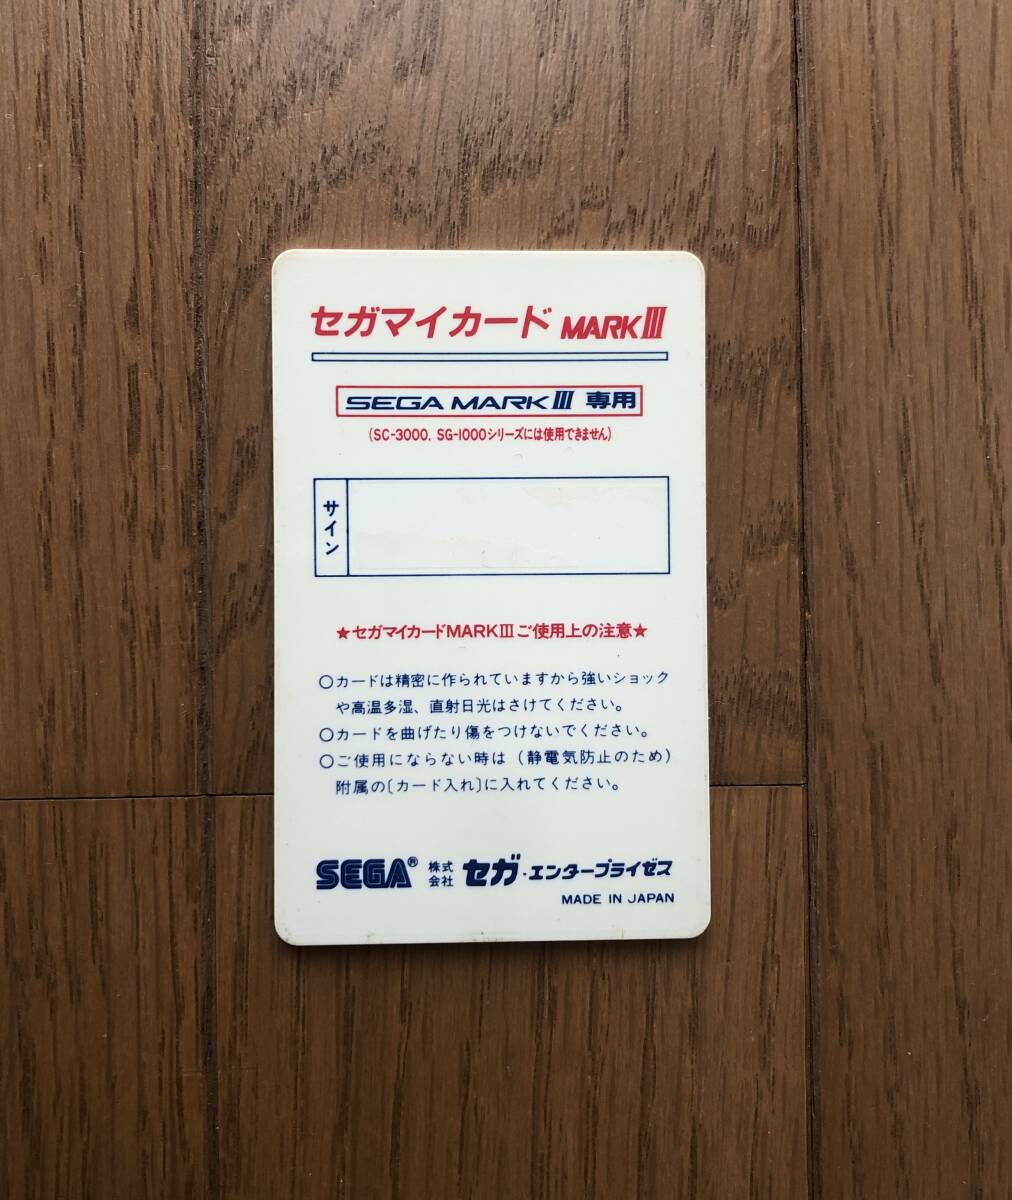 セガマイカード MARKⅢ
SEGA MARKⅢ 専用
(SC-3000, SG-1000シリーズには使用できません)
サイン
★セガマイカードMARKⅢご使用上の注意★
○カードは精密に作られていますから強いショック
や高温多湿、直射日光はさけてください。
○カードを曲げたり傷をつけないでください。
○ご使用にならない時は(静電気防止のため)
附属の〔カード入れ〕に入れてください。
SEGA® 株式会社 セガ・エンタープライゼス
MADE IN JAPAN